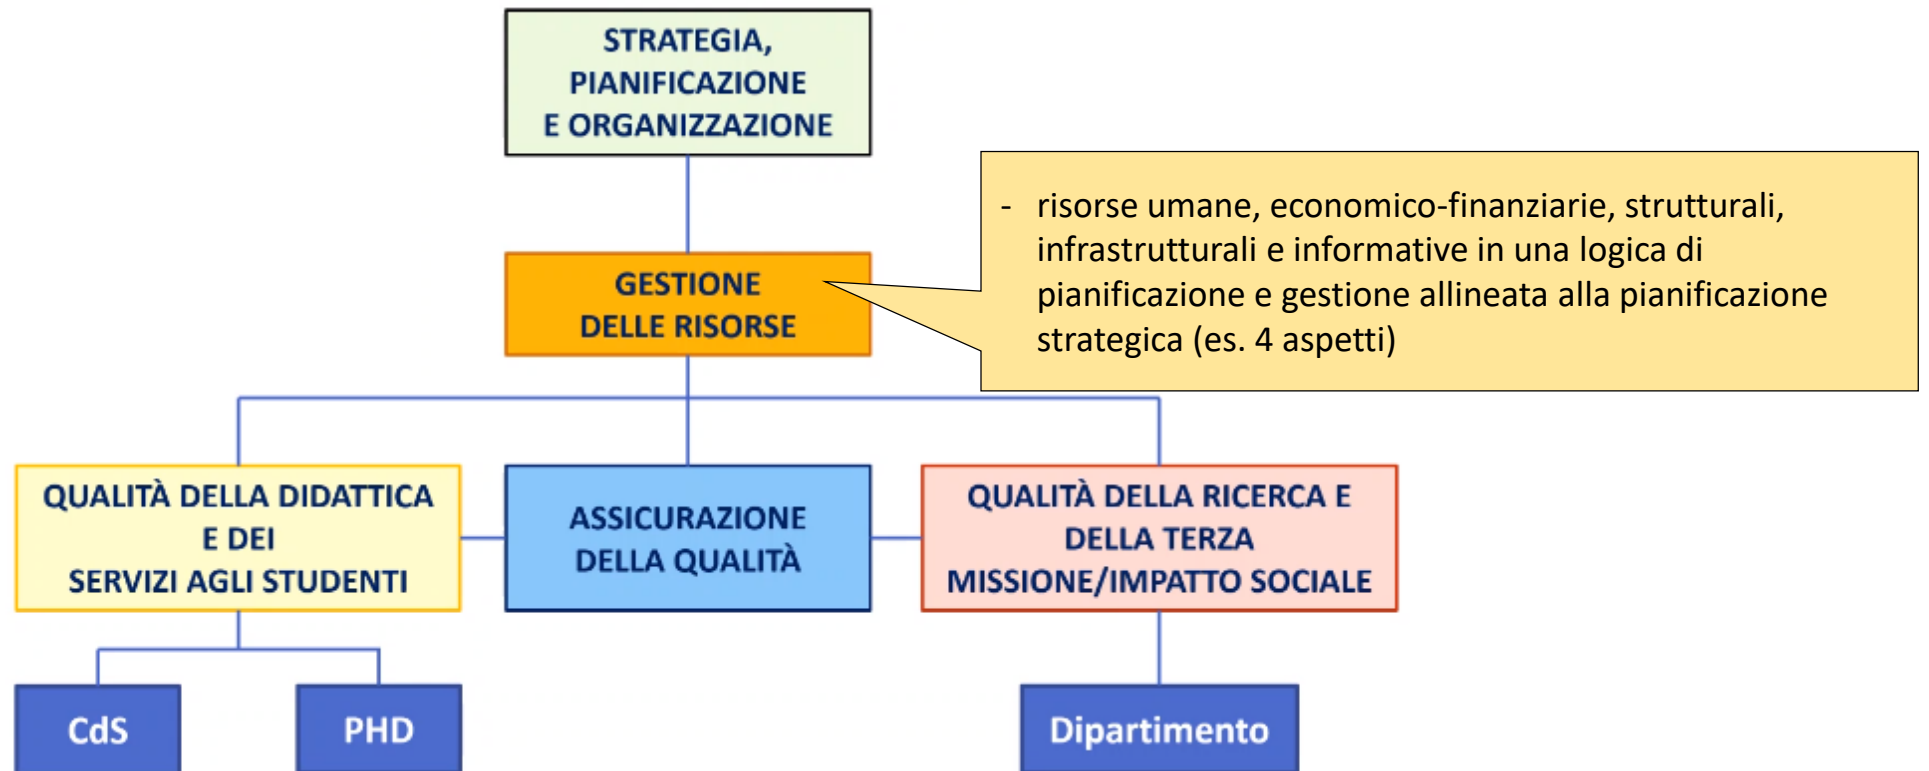 STRATEGIA,
PIANIFICAZIONE
E ORGANIZZAZIONE
- risorse umane, economico-finanziarie, strutturali,
infrastrutturali e informative in una logica di
pianificazione e gestione allineata alla pianificazione
strategica (es. 4 aspetti)
GESTIONE
DELLE RISORSE
QUALITÀ DELLA DIDATTICA
E DEI
SERVIZI AGLI STUDENTI
ASSICURAZIONE
DELLA QUALITÀ
QUALITÀ DELLA RICERCA E
DELLA TERZA
MISSIONE/IMPATTO SOCIALE
CdS
PHD
Dipartimento